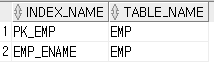 INDEX_NAME TABLE_NAME
1 PK_EMP EMP
2 EMP_ENAME EMP